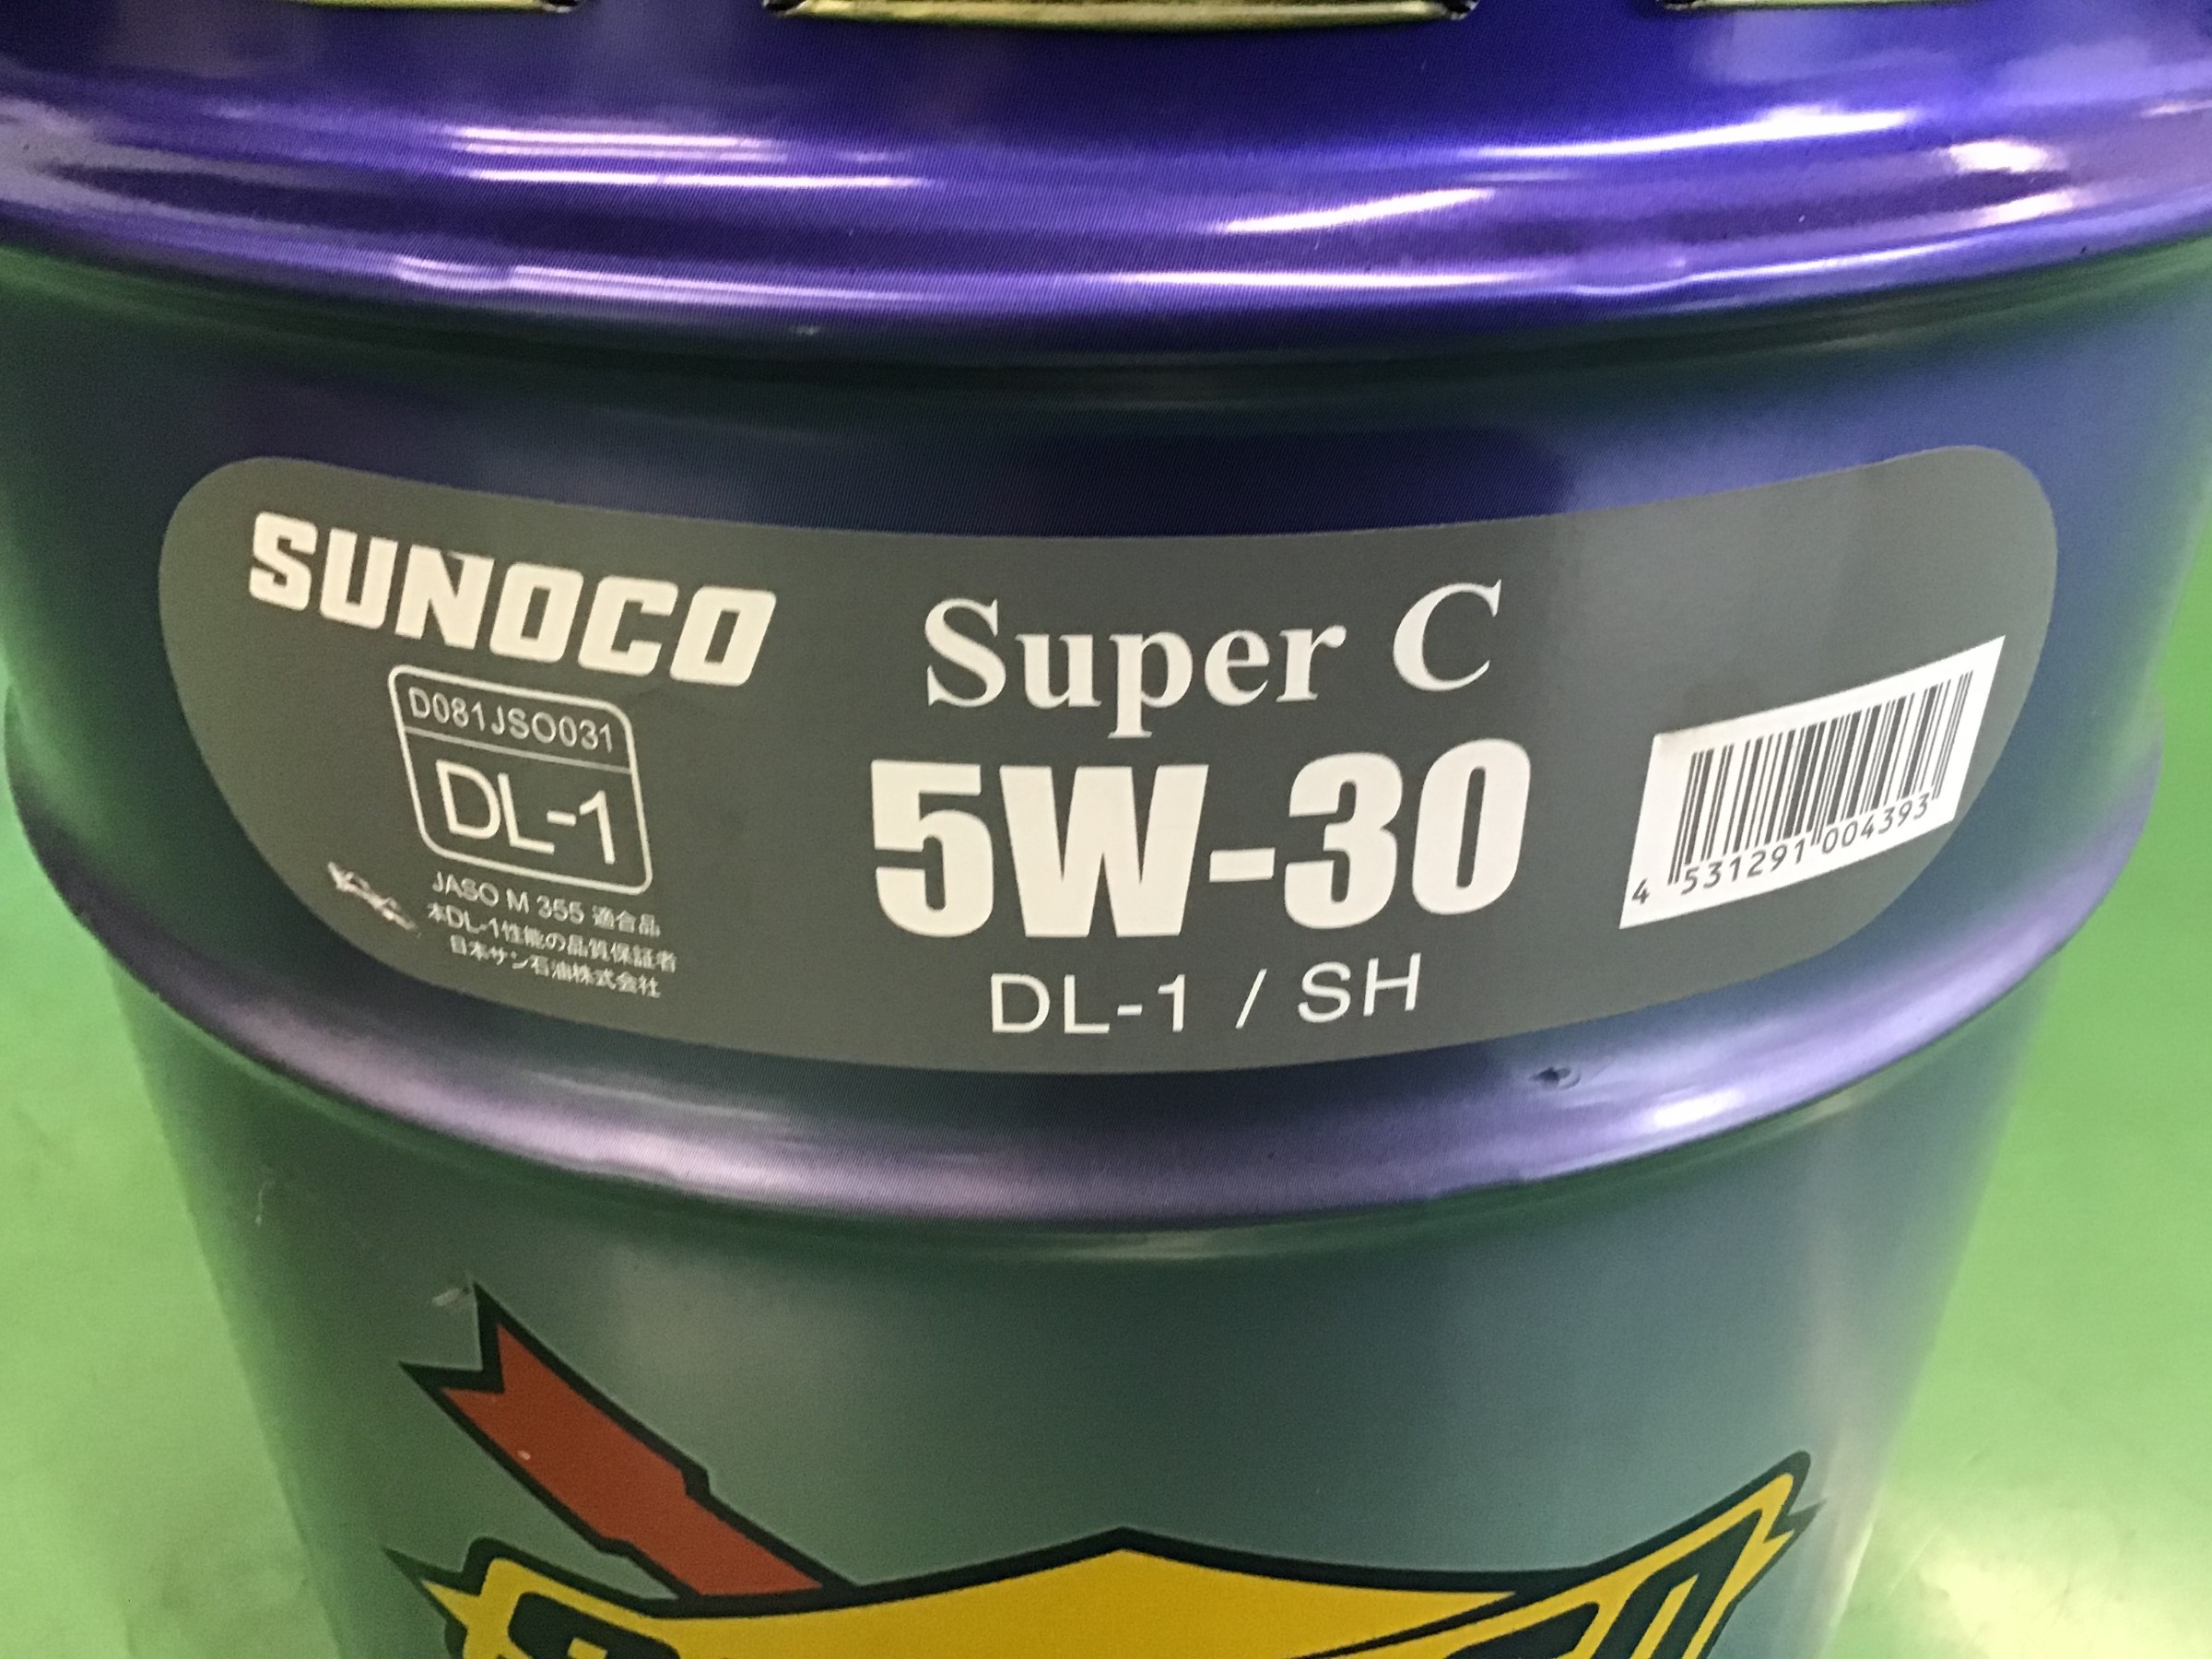 SUNOCO
D081JSO031
DL-1
JASO M 355 適合品
本DL-1性能の品質保証者
日本サン石油株式会社
Super C
5W-30
DL-1 / SH
4 531291 004393